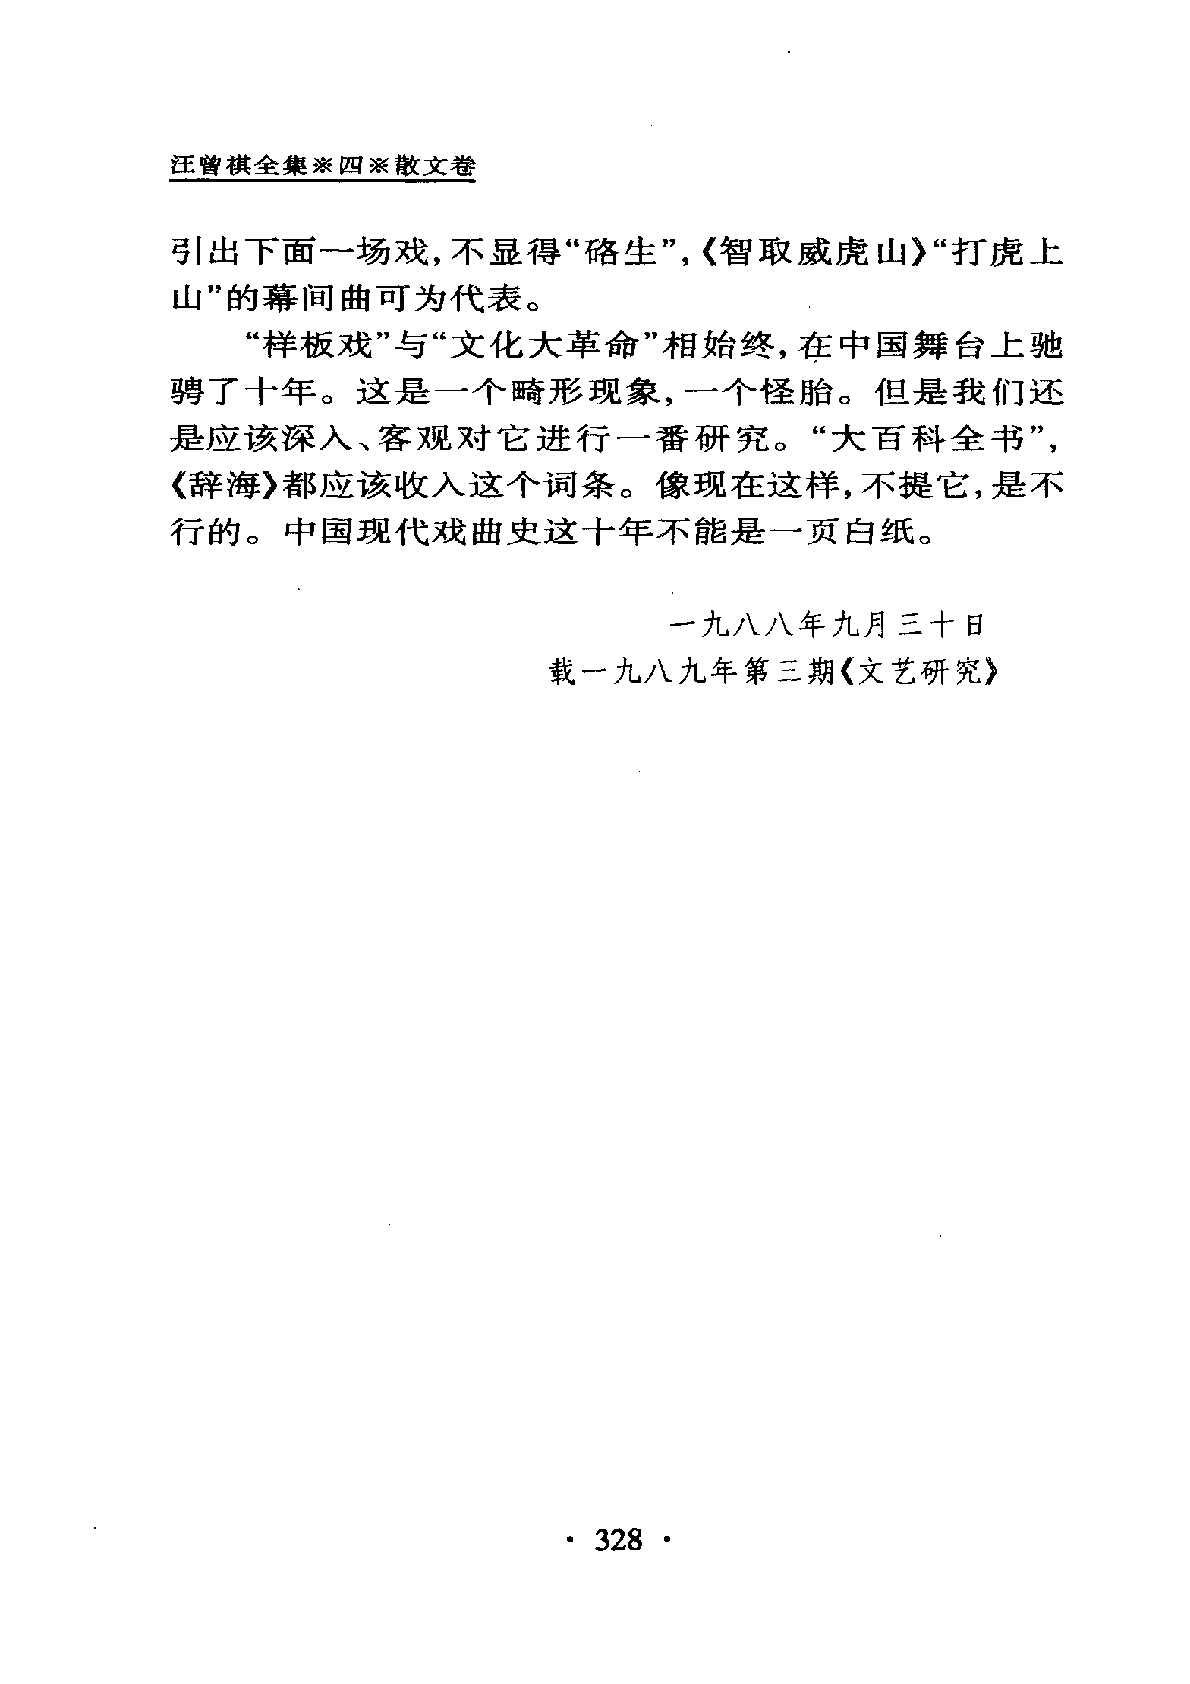 汪曾祺全集※四※散文卷
引出下面一场戏,不显得“硌生”,《智取威虎山》“打虎上
山”的幕间曲可为代表。
“样板戏”与“文化大革命”相始终,在中国舞台上驰
骋了十年。这是一个畸形现象,一个怪胎。但是我们还
是应该深入、客观对它进行一番研究。“大百科全书”,
《辞海》都应该收入这个词条。像现在这样,不提它,是不
行的。中国现代戏曲史这十年不能是一页白纸。
一九八八年九月三十日
载一九八九年第三期《文艺研究》
· 328 ·